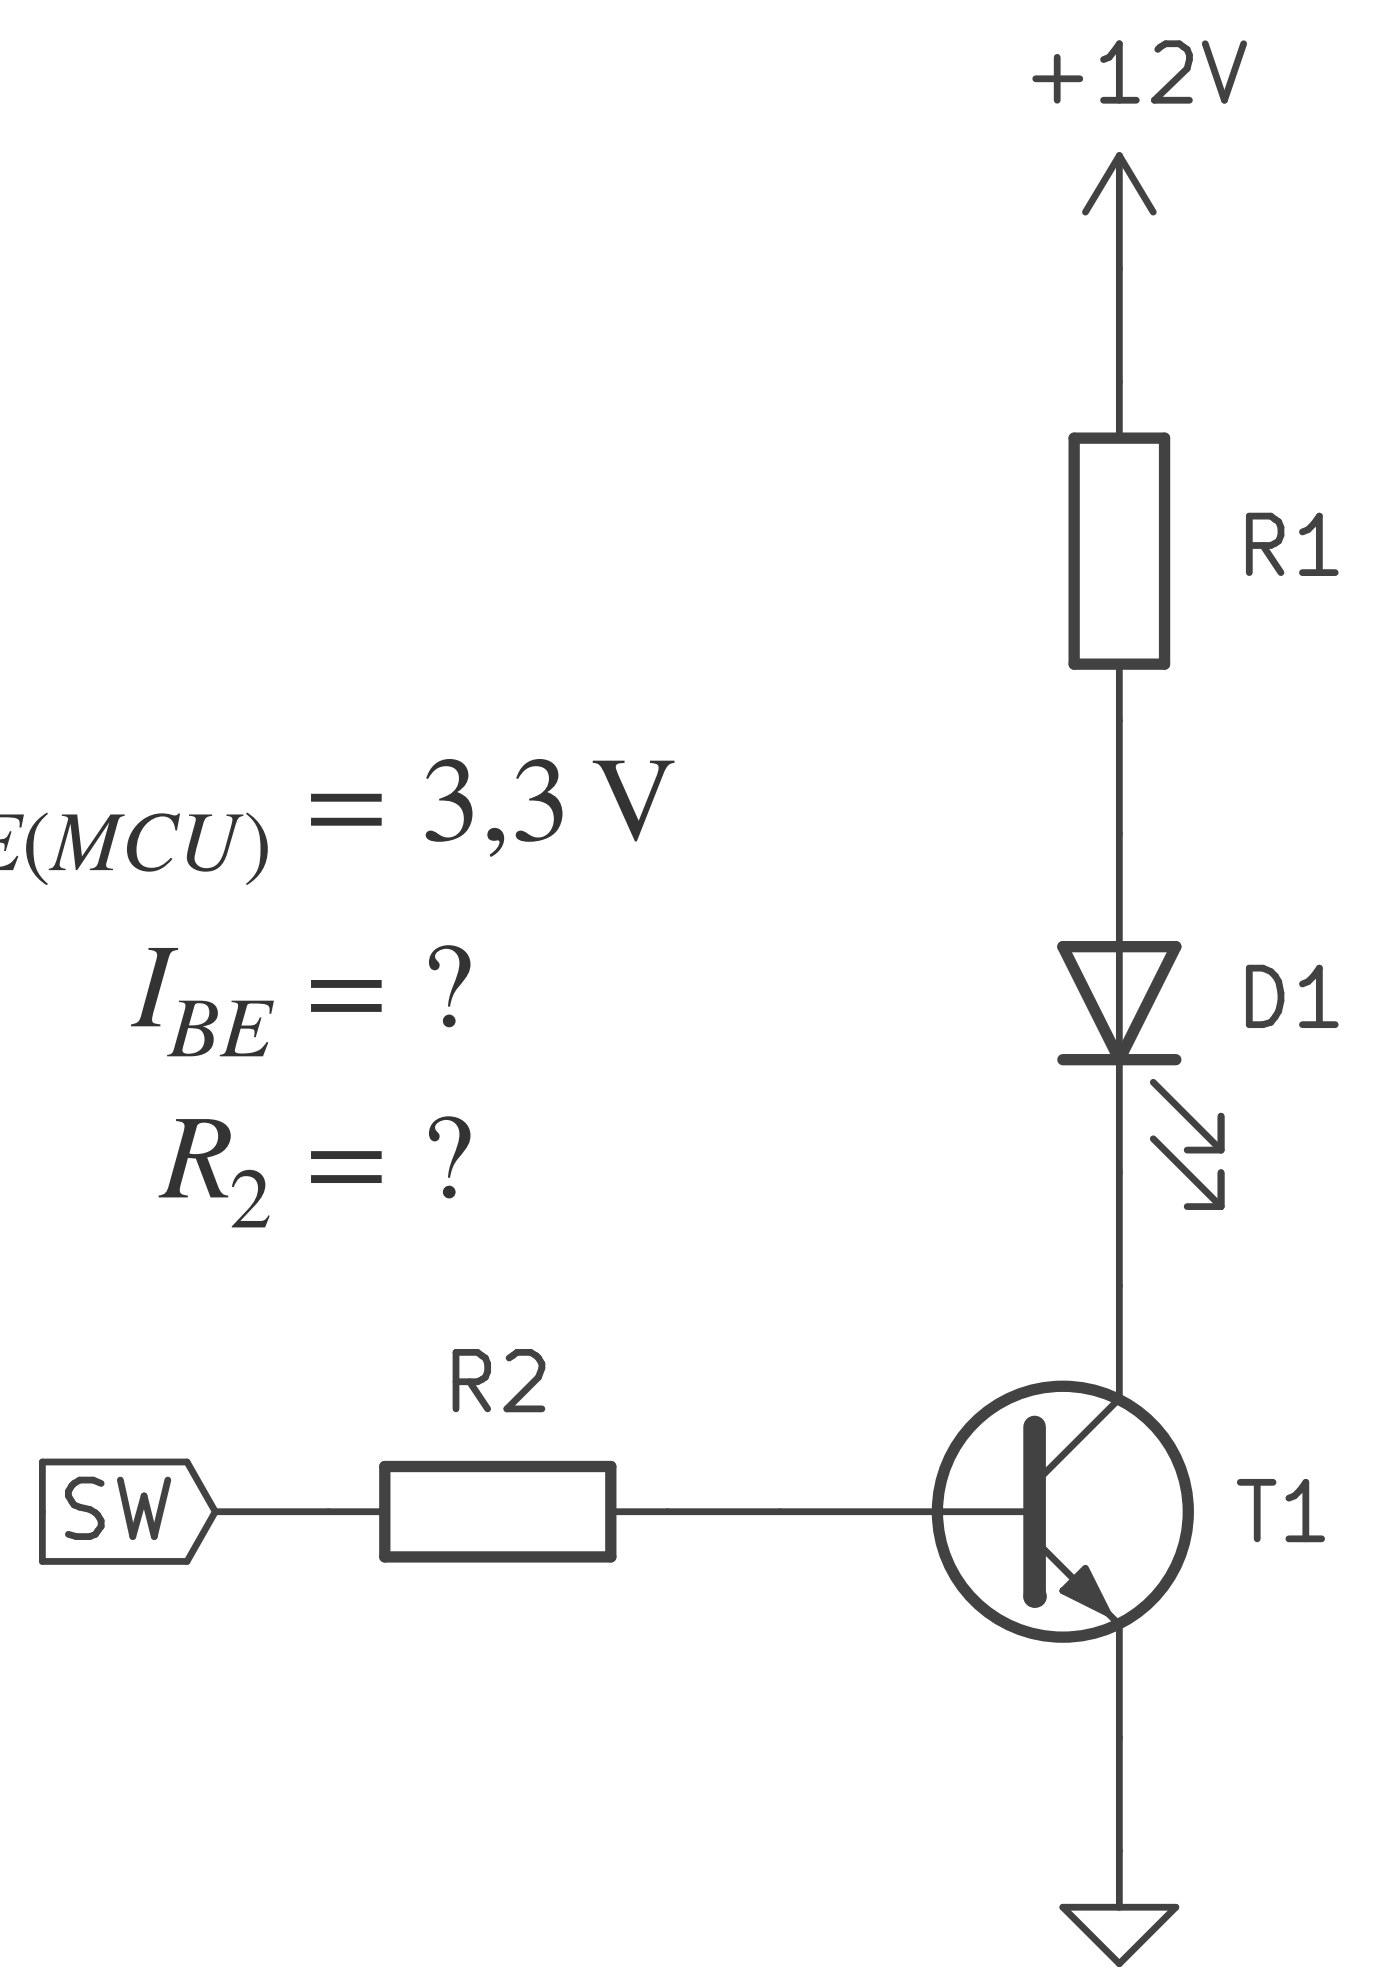 +12V
R1
E(MCU) = 3,3 V
I_BE = ?
D1
R_2 = ?
R2
SW
T1